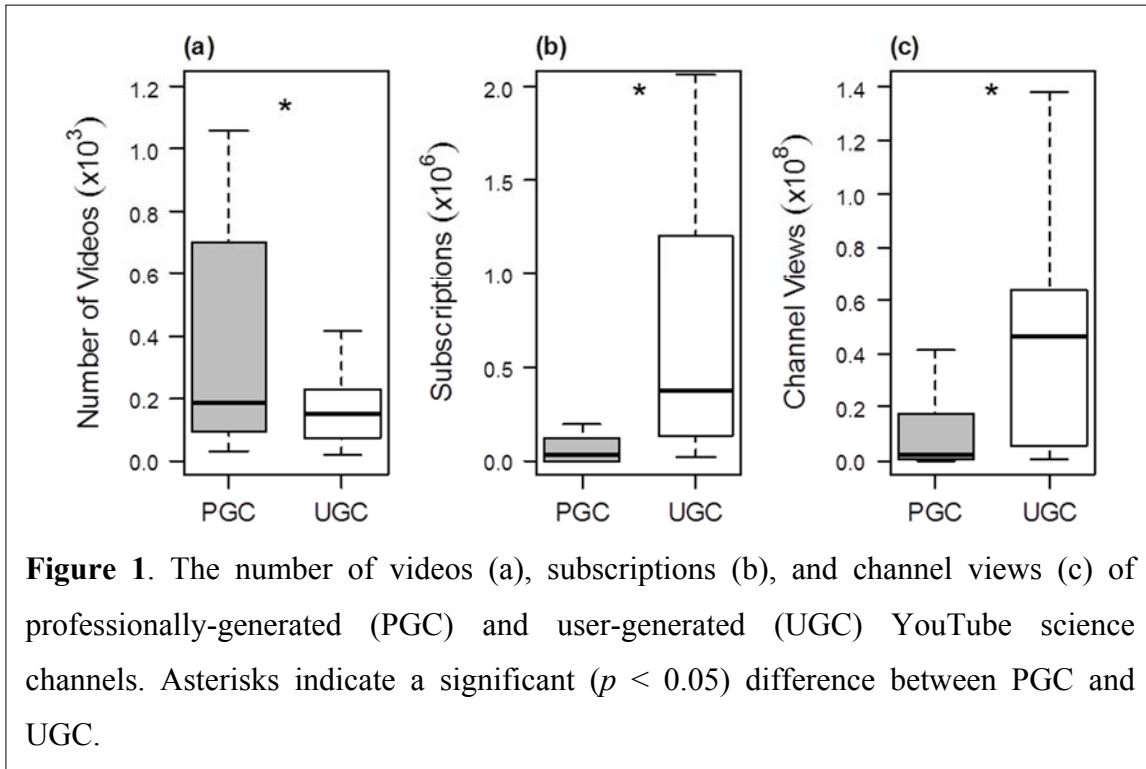 (a)
(b)
(c)
Number of Videos (x10³)
1.2
1.0
0.8
0.6
0.4
0.2
0.0
*
PGC UGC
Subscriptions (x10⁶)
2.0
1.5
1.0
0.5
0.0
*
PGC UGC
Channel Views (x10⁸)
1.4
1.2
1.0
0.8
0.6
0.4
0.2
0.0
*
PGC UGC
Figure 1. The number of videos (a), subscriptions (b), and channel views (c) of
professionally-generated (PGC) and user-generated (UGC) YouTube science
channels. Asterisks indicate a significant (p < 0.05) difference between PGC and
UGC.